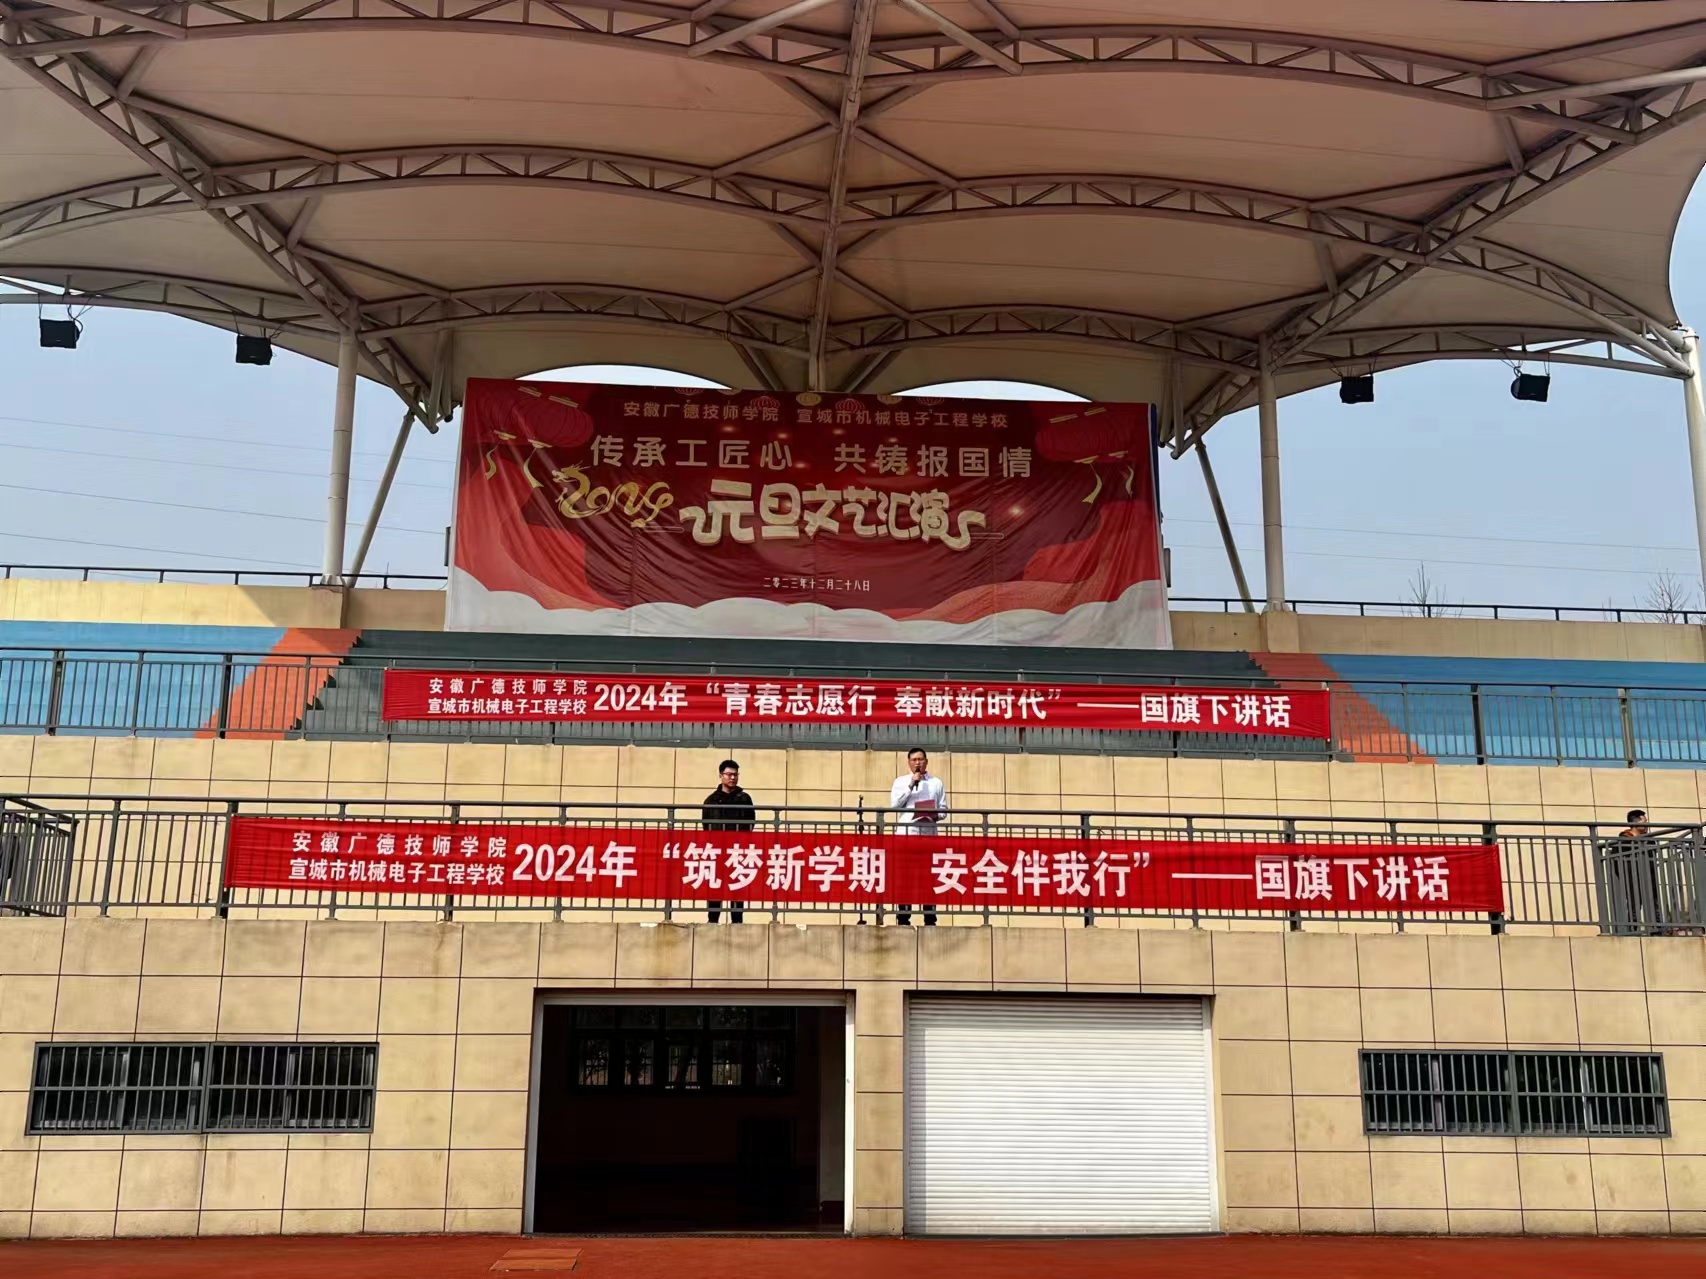 安徽广德技师学院 宣城市机械电子工程学校
传承工匠心 共铸报国情
2024 元旦文艺汇演
二零二三年十二月二十八日
安徽广德技师学院
宣城市机械电子工程学校 2024年“青春志愿行 奉献新时代”——国旗下讲话
安徽广德技师学院
宣城市机械电子工程学校 2024年“筑梦新学期 安全伴我行”——国旗下讲话